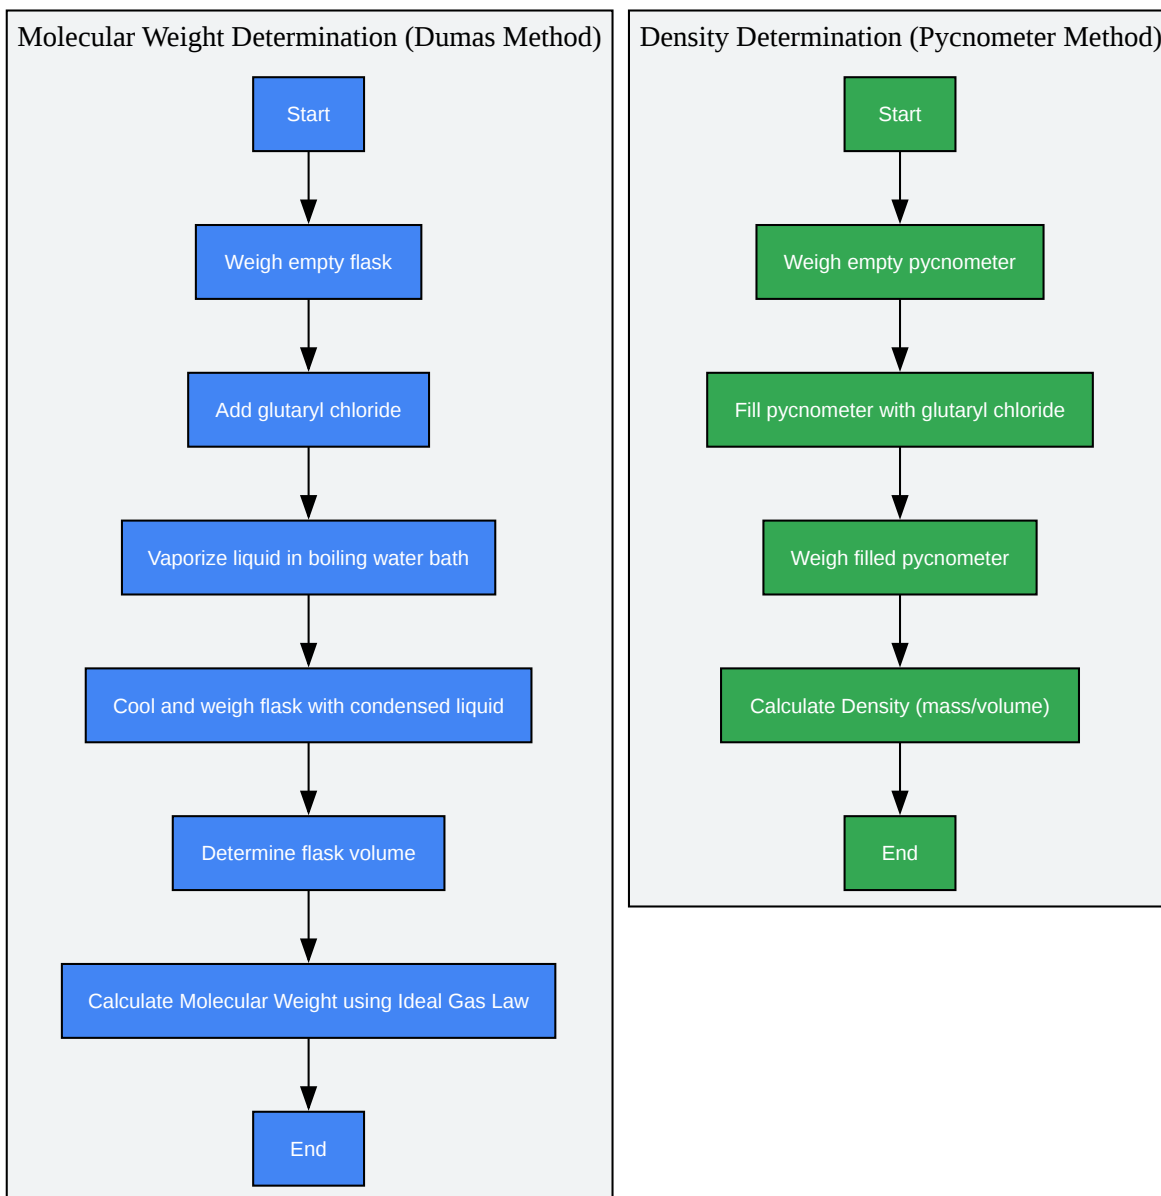 Molecular Weight Determination (Dumas Method)
Start
Weigh empty flask
Add glutaryl chloride
Vaporize liquid in boiling water bath
Cool and weigh flask with condensed liquid
Determine flask volume
Calculate Molecular Weight using Ideal Gas Law
End
Density Determination (Pycnometer Method)
Start
Weigh empty pycnometer
Fill pycnometer with glutaryl chloride
Weigh filled pycnometer
Calculate Density (mass/volume)
End